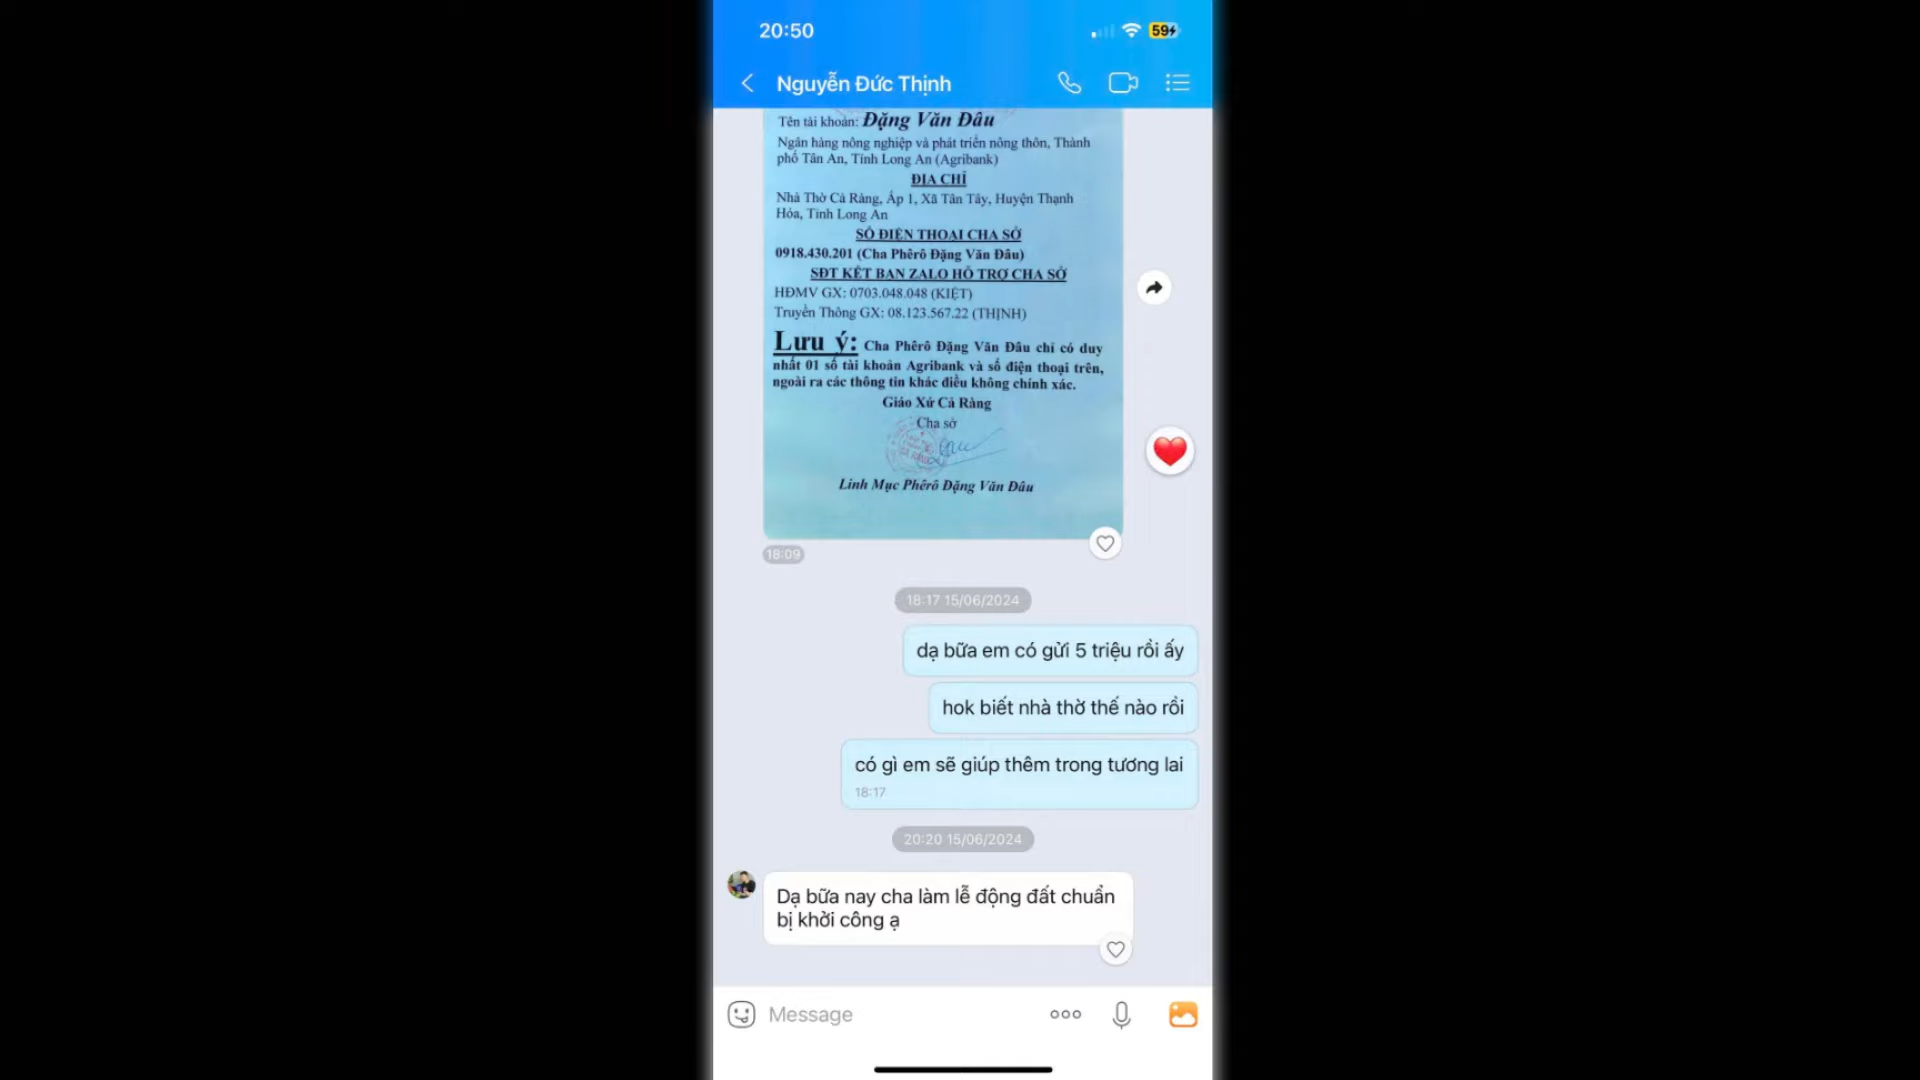 20:50
59
Nguyễn Đức Thịnh
Tên tài khoản: Đặng Văn Đâu
Ngân hàng nông nghiệp và phát triển nông thôn, Thành
phố Tân An, Tỉnh Long An (Agribank)
ĐỊA CHỈ
Nhà Thờ Cả Ràng, Ấp 1, Xã Tân Tây, Huyện Thạnh
Hóa, Tỉnh Long An
SỐ ĐIỆN THOẠI CHA SỞ
0918.430.201 (Cha Phêrô Đặng Văn Đâu)
SĐT KẾT BẠN ZALO HỖ TRỢ CHA SỞ
HĐMV GX: 0703.048.048 (KIỆT)
Truyền Thông GX: 08.123.567.22 (THỊNH)
Lưu ý: Cha Phêrô Đặng Văn Đâu chỉ có duy
nhất 01 số tài khoản Agribank và số điện thoại trên,
ngoài ra các thông tin khác điều không chính xác.
Giáo Xứ Cả Ràng
Cha sở
Linh Mục Phêrô Đặng Văn Đâu
18:09
18:17 15/06/2024
dạ bữa em có gửi 5 triệu rồi ấy
hok biết nhà thờ thế nào rồi
có gì em sẽ giúp thêm trong tương lai
18:17
20:20 15/06/2024
Dạ bữa nay cha làm lễ động đất chuẩn
bị khởi công ạ
Message